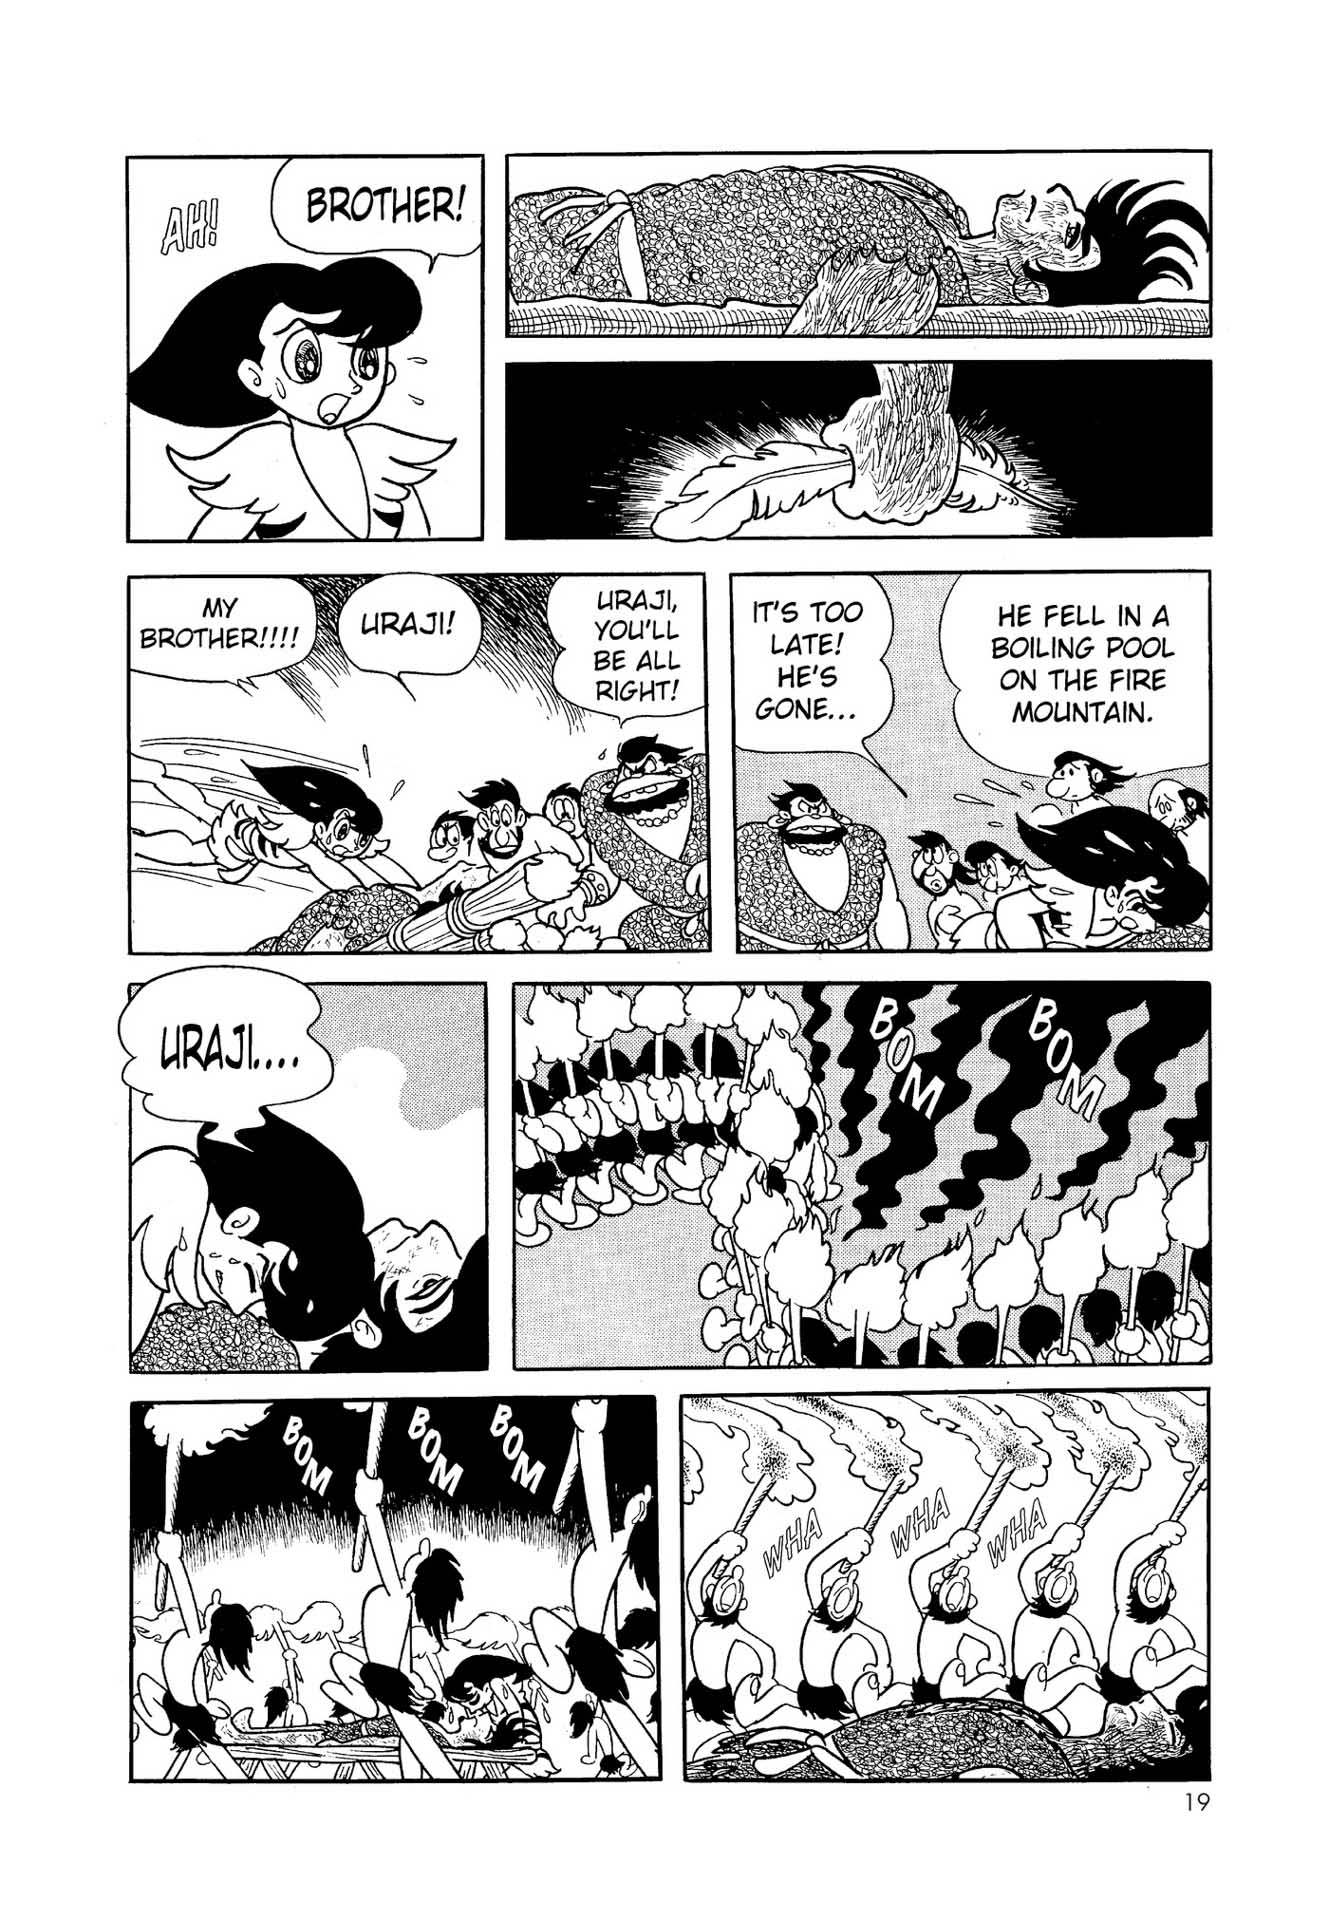 AH!
BROTHER!
MY
BROTHER!!!!
URAJI!
URAJI,
YOU'LL
BE ALL
RIGHT!
IT'S TOO
LATE!
HE'S
GONE...
HE FELL IN A
BOILING POOL
ON THE FIRE
MOUNTAIN.
URAJI....
BOM
BOM
BOM
BOM
BOM
WHA
WHA
WHA
19